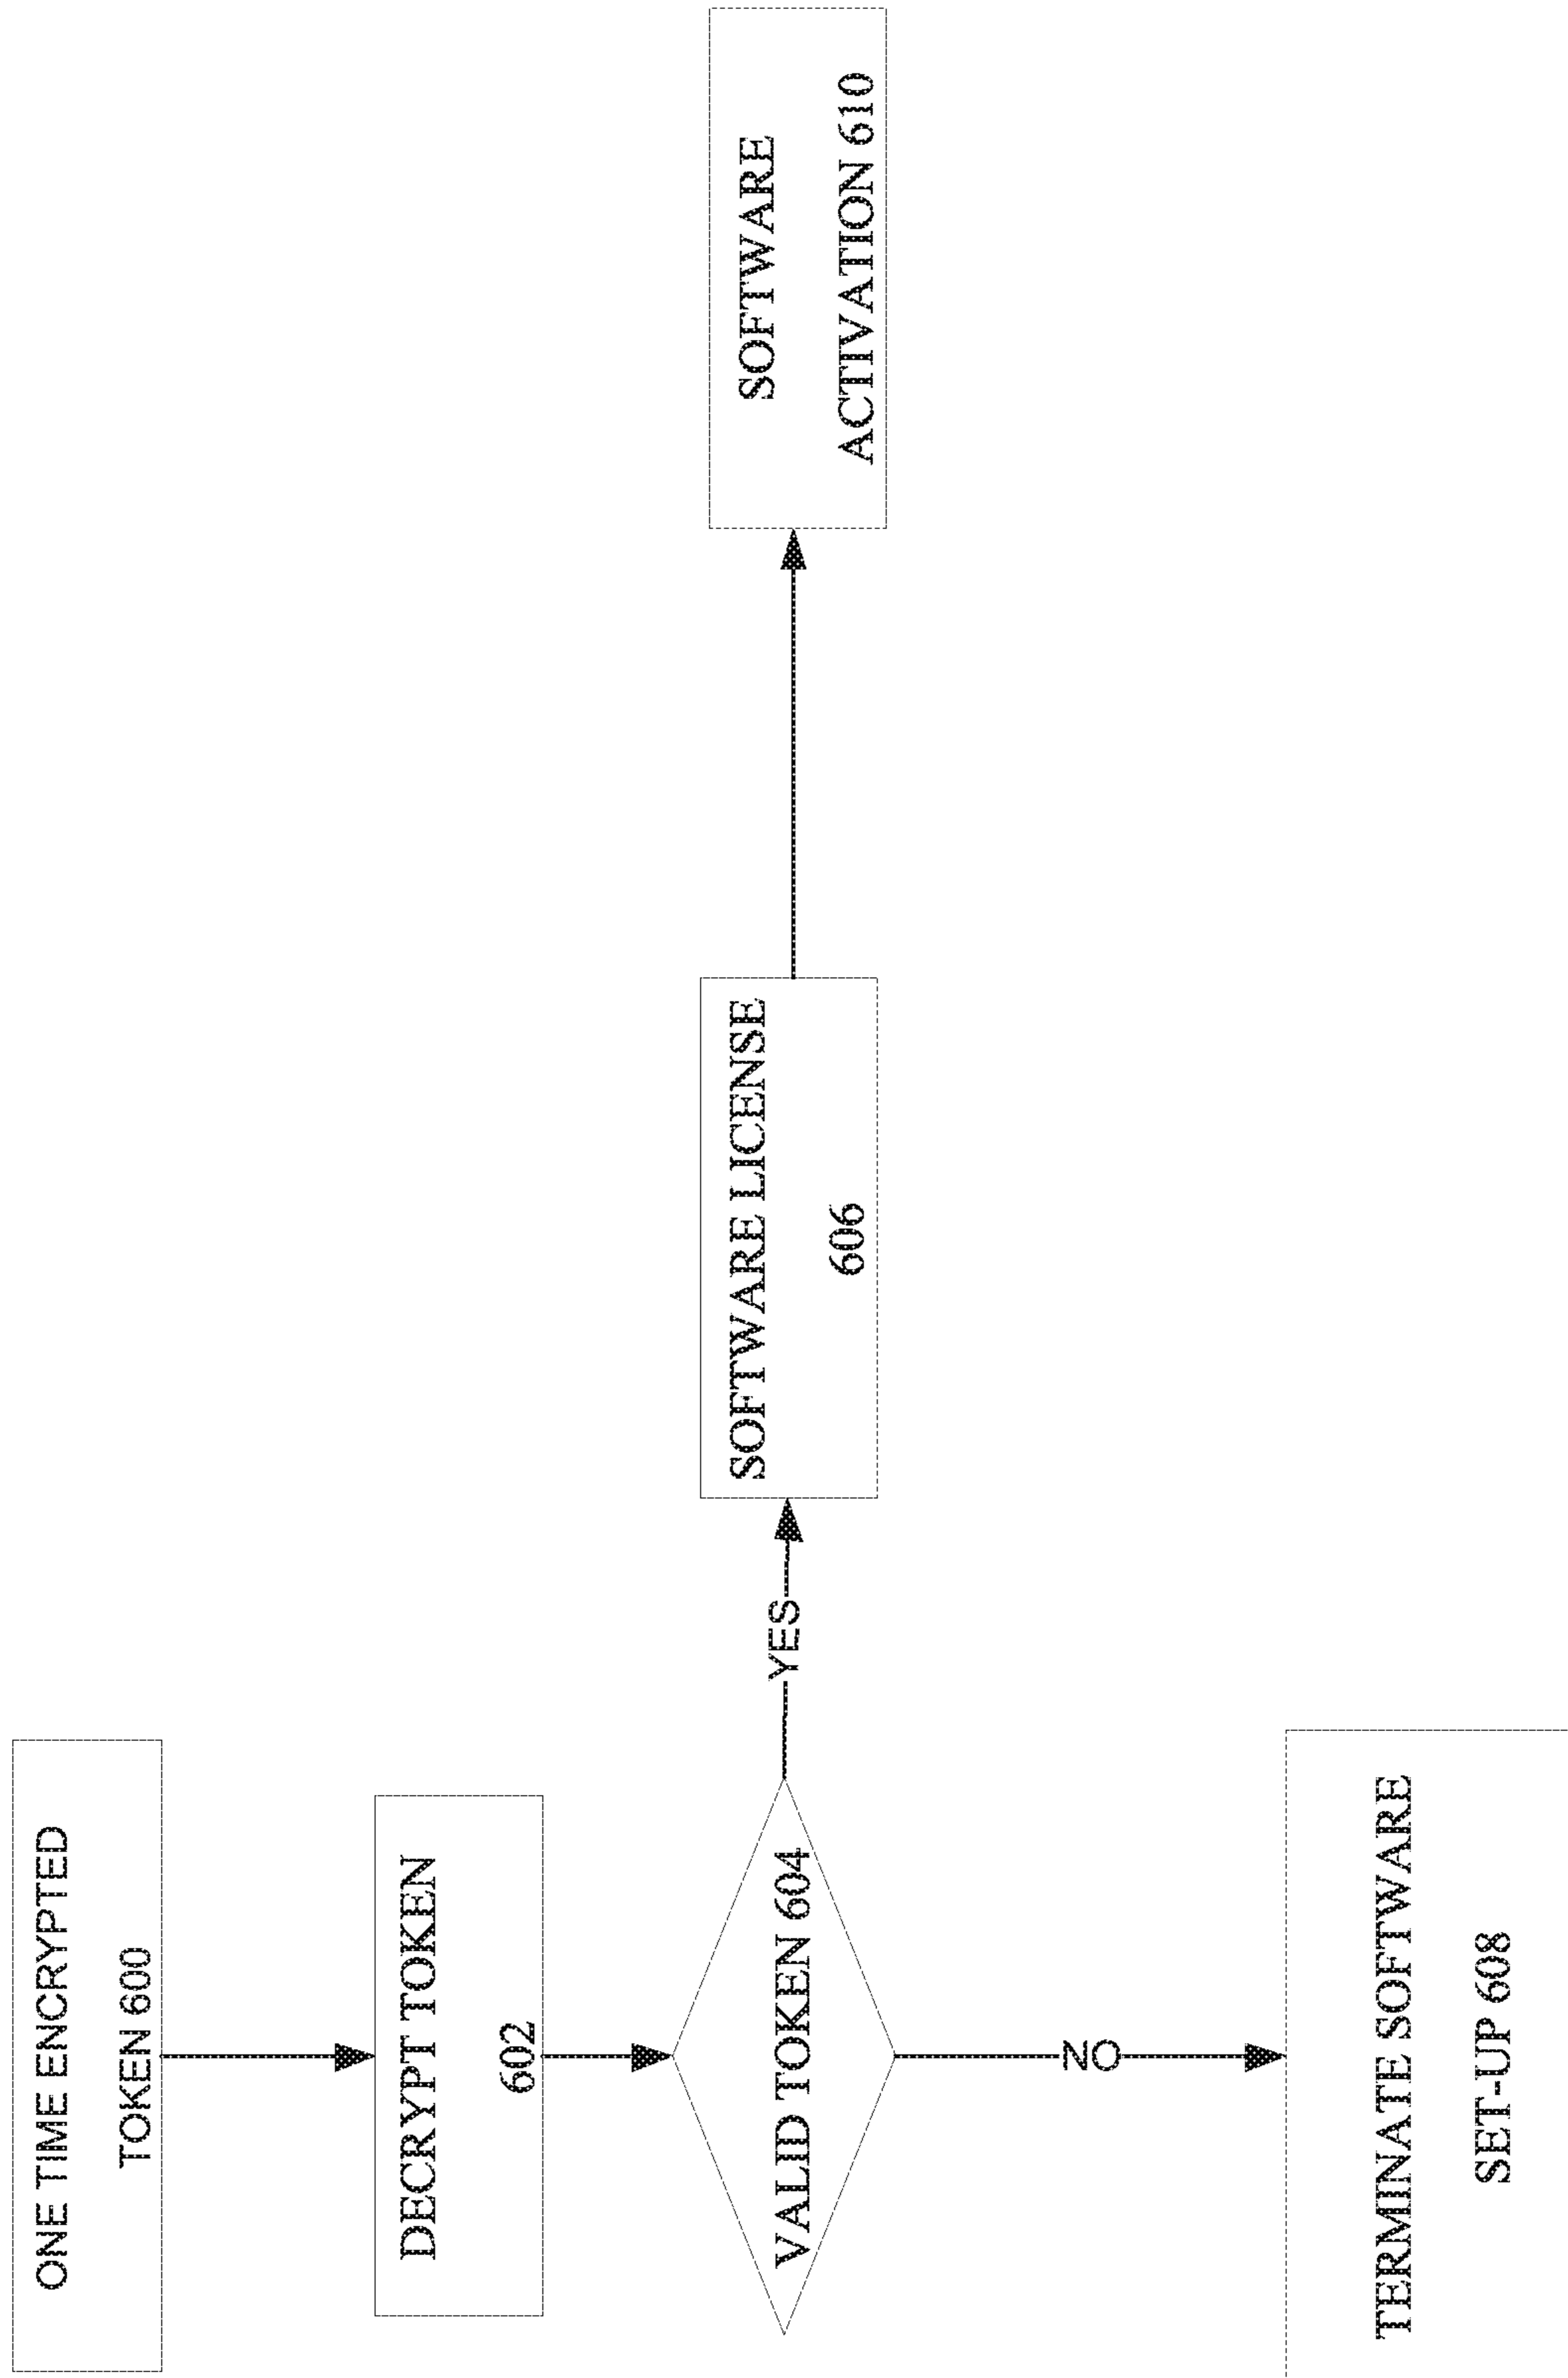 ONE TIME ENCRYPTED
TOKEN 600
DECRYPT TOKEN
602
VALID TOKEN 604
YES
SOFTWARE LICENSE
606
SOFTWARE
ACTIVATION 610
NO
TERMINATE SOFTWARE
SET-UP 608